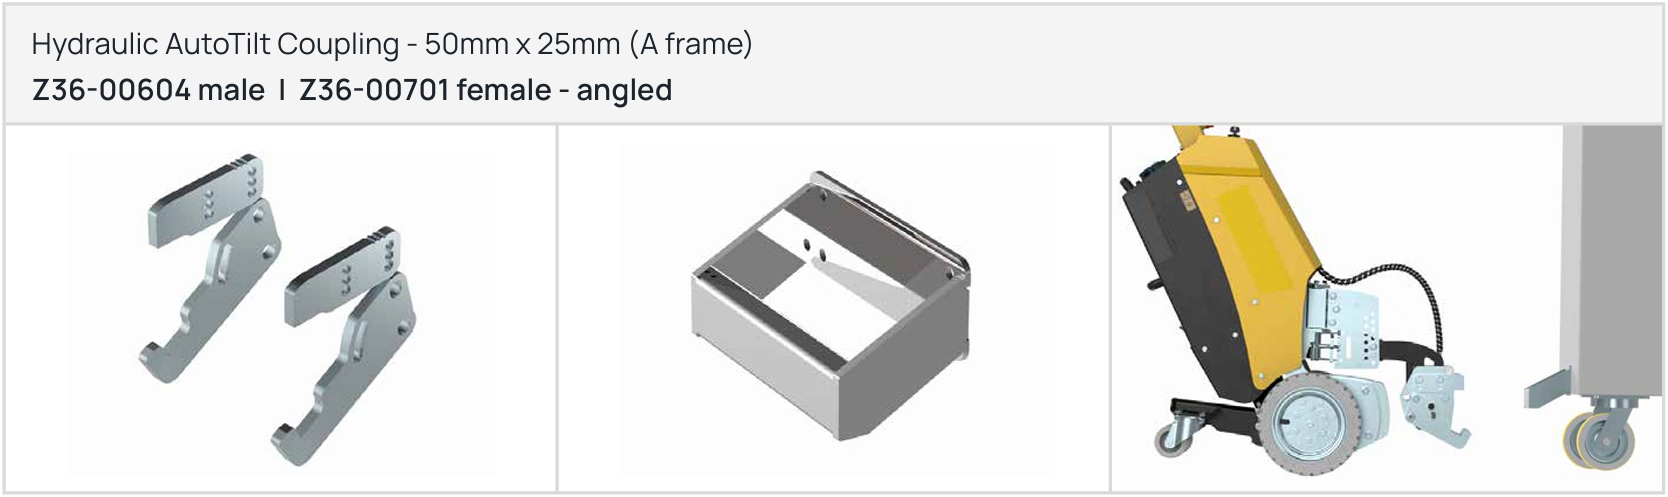 Hydraulic AutoTilt Coupling - 50mm x 25mm (A frame)
Z36-00604 male | Z36-00701 female - angled